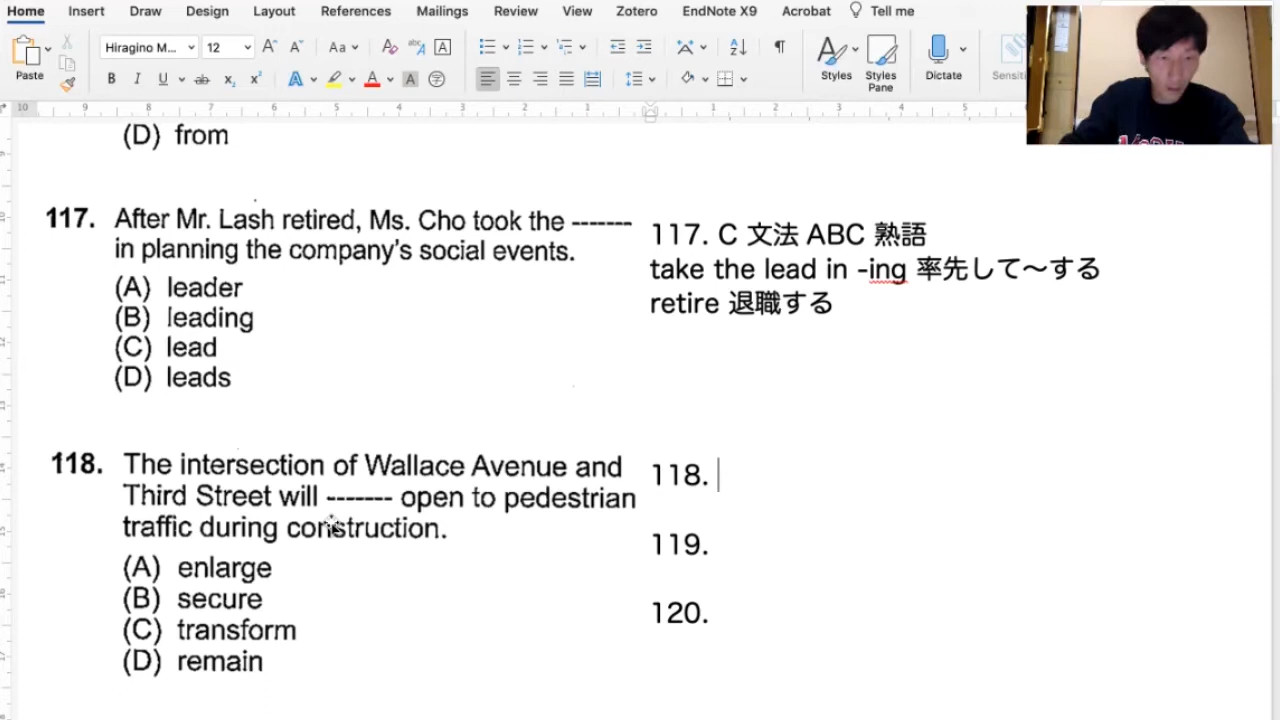 Home Insert Draw Design Layout References Mailings Review View Zotero EndNote X9 Acrobat Tell me
Hiragino M... 12
Paste
Styles Styles Pane Dictate
(D) from
117. After Mr. Lash retired, Ms. Cho took the -------
in planning the company's social events.
(A) leader
(B) leading
(C) lead
(D) leads
117. C 文法 ABC 熟語
take the lead in -ing 率先して〜する
retire 退職する
118. The intersection of Wallace Avenue and
Third Street will ------- open to pedestrian
traffic during construction.
(A) enlarge
(B) secure
(C) transform
(D) remain
118.
119.
120.